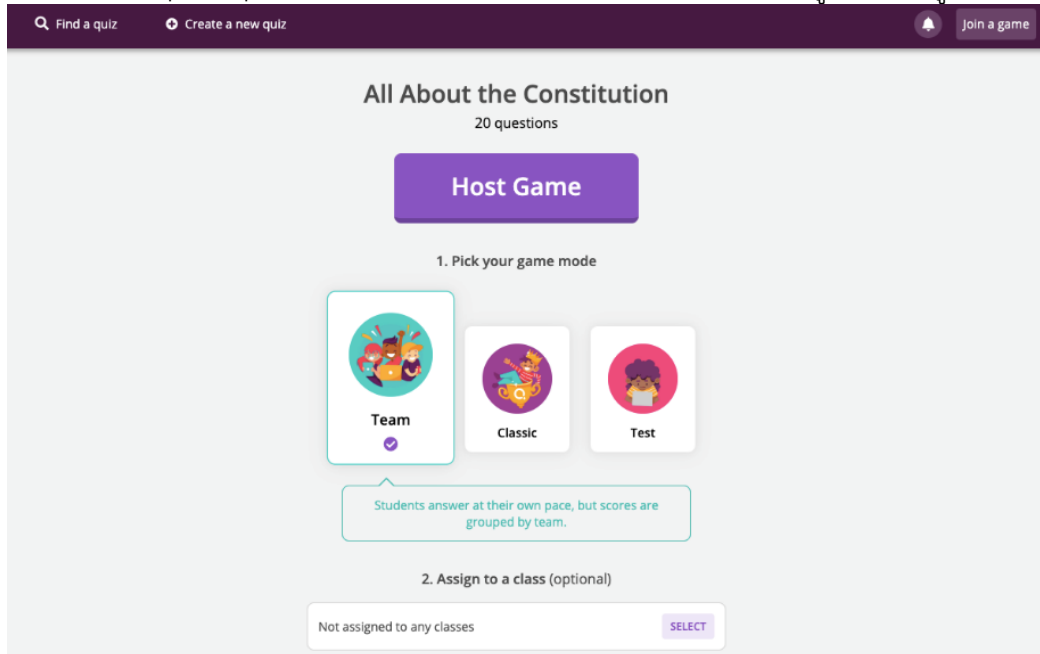 Find a quiz
Create a new quiz
Join a game
All About the Constitution
20 questions
Host Game
1. Pick your game mode
Team
Classic
Test
Students answer at their own pace, but scores are
grouped by team.
2. Assign to a class (optional)
Not assigned to any classes
SELECT